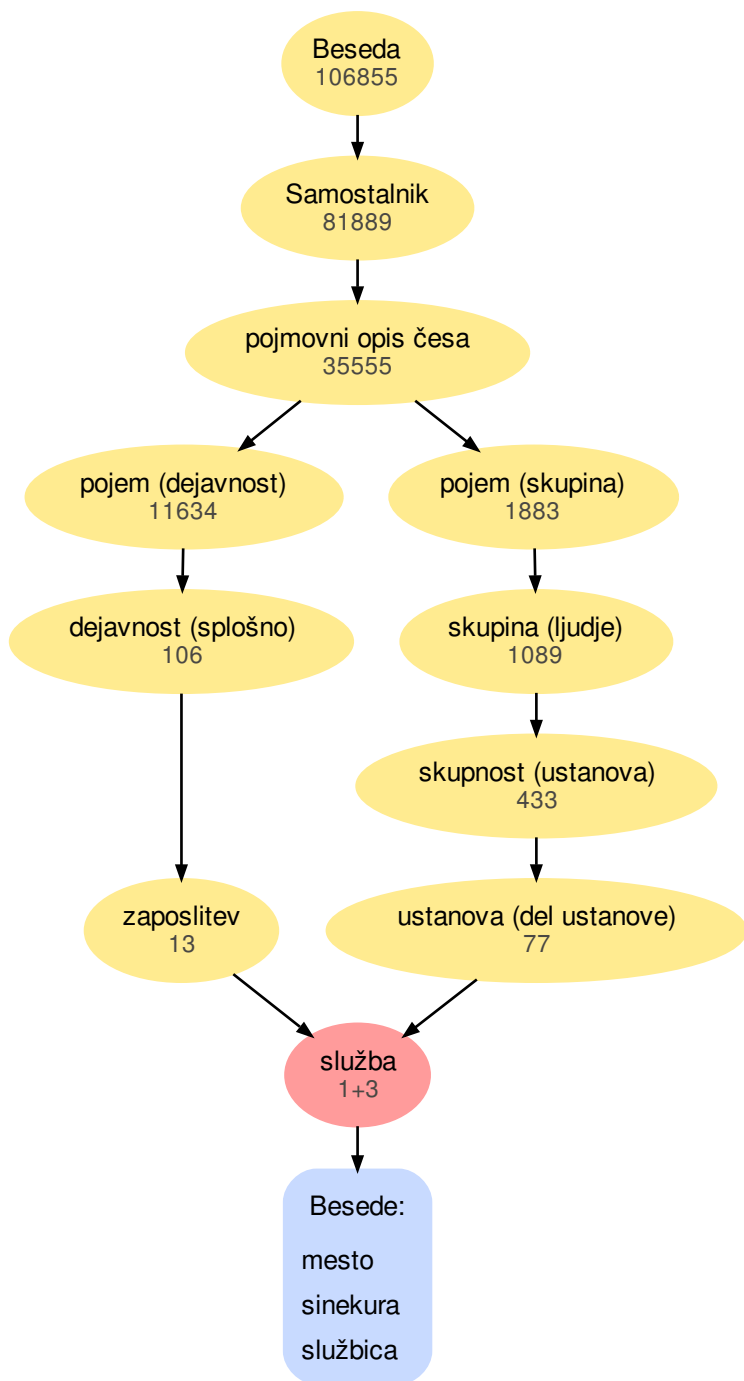 Beseda
106855
Samostalnik
81889
pojmovni opis česa
35555
pojem (dejavnost)
11634
pojem (skupina)
1883
dejavnost (splošno)
106
skupina (ljudje)
1089
skupnost (ustanova)
433
zaposlitev
13
ustanova (del ustanove)
77
služba
1+3
Besede:
mesto
sinekura
službica